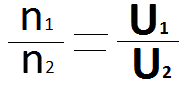 n₁ = U₁
n₂ U₂